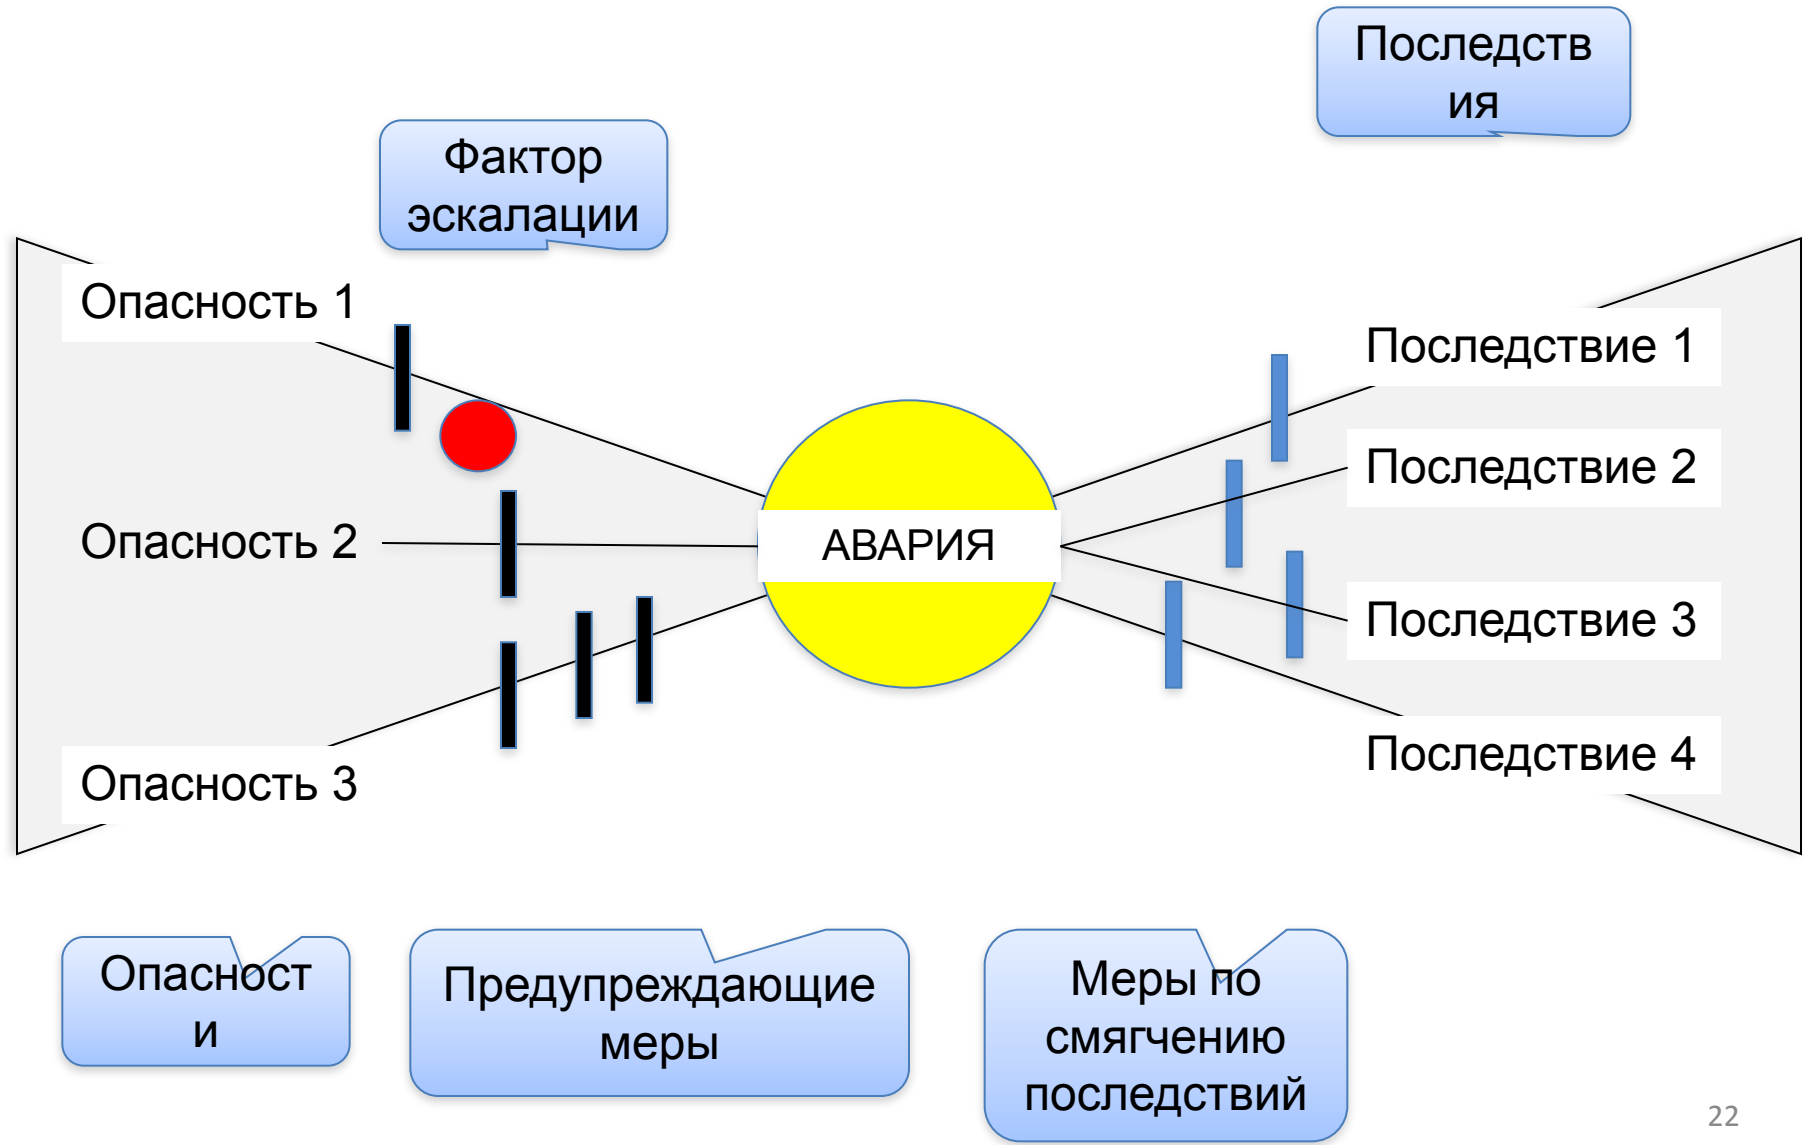 Последств
ия
Фактор
эскалации
Опасность 1
Опасность 2
Опасность 3
АВАРИЯ
Последствие 1
Последствие 2
Последствие 3
Последствие 4
Опасност
и
Предупреждающие
меры
Меры по
смягчению
последствий
22